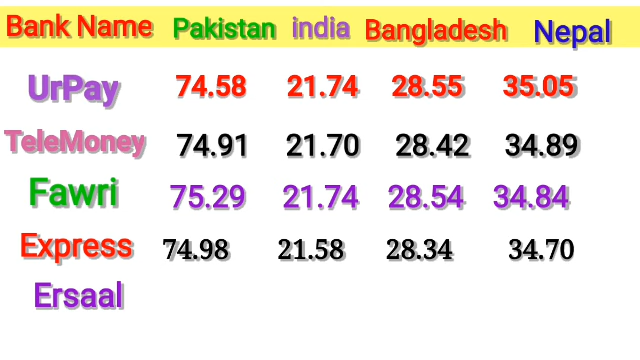 Bank Name Pakistan india Bangladesh Nepal
UrPay 74.58 21.74 28.55 35.05
TeleMoney 74.91 21.70 28.42 34.89
Fawri 75.29 21.74 28.54 34.84
Express 74.98 21.58 28.34 34.70
Ersaal